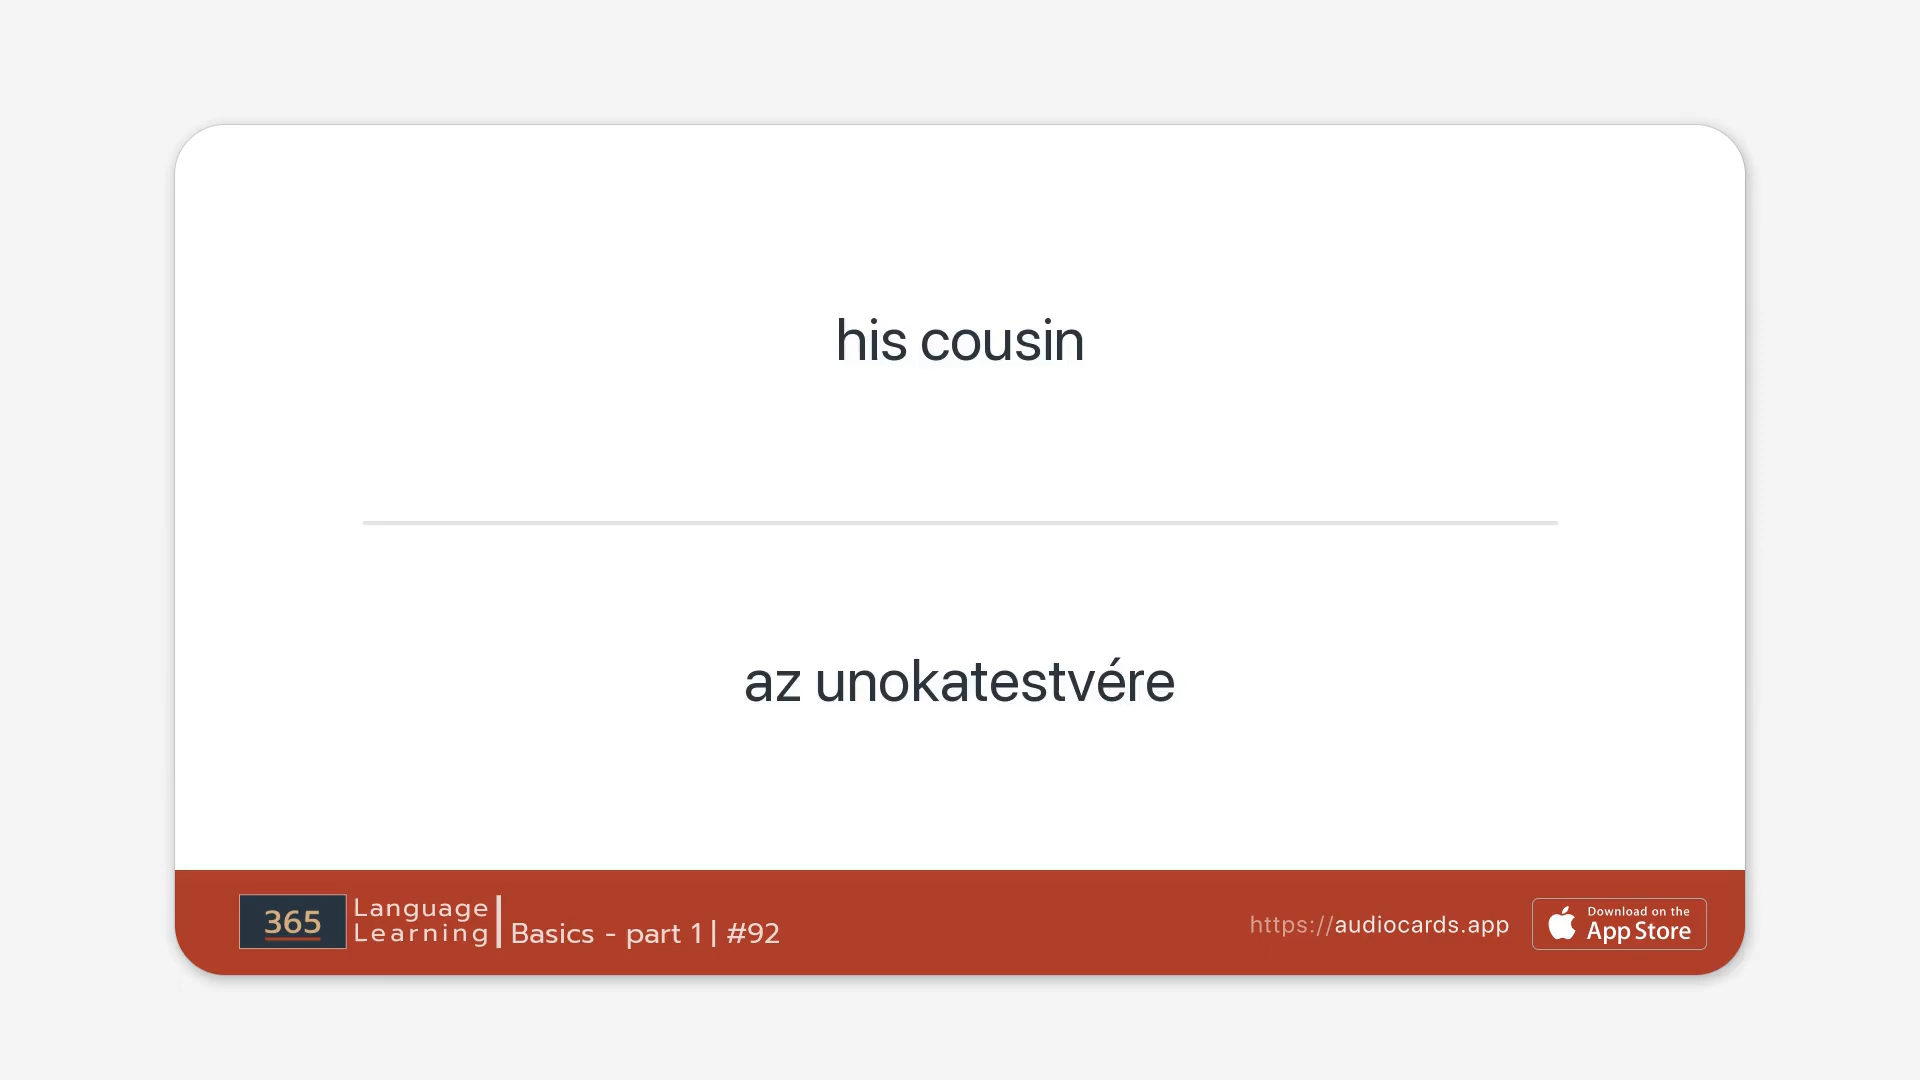 his cousin
az unokatestvére
365
Language
Learning
Basics - part 1 | #92
https://audiocards.app
Download on the
App Store